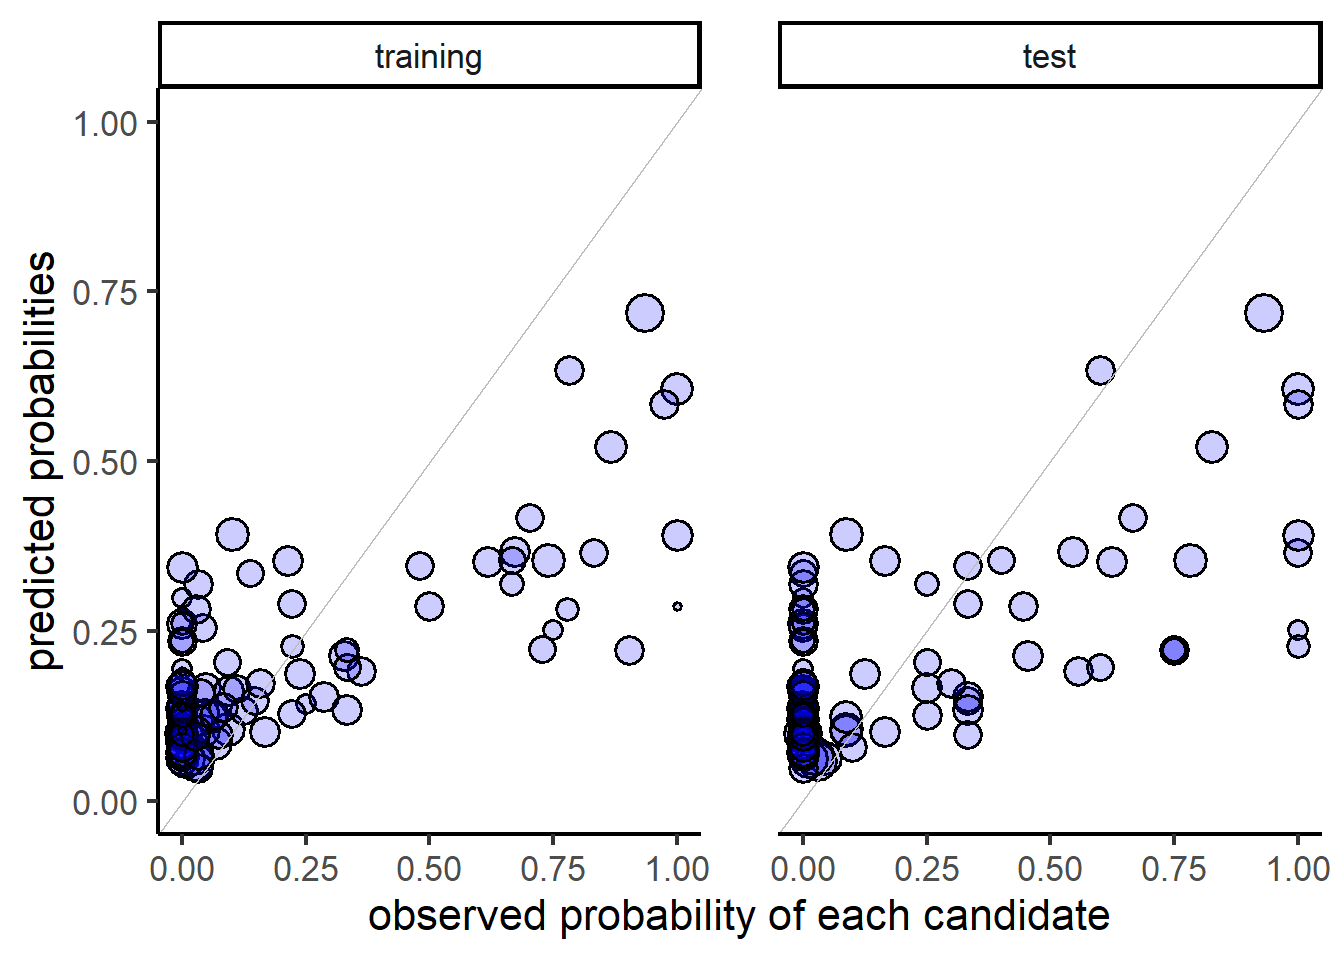 training
test
1.00
0.75
0.50
0.25
0.00
predicted probabilities
0.00 0.25 0.50 0.75 1.00 0.00 0.25 0.50 0.75 1.00
observed probability of each candidate